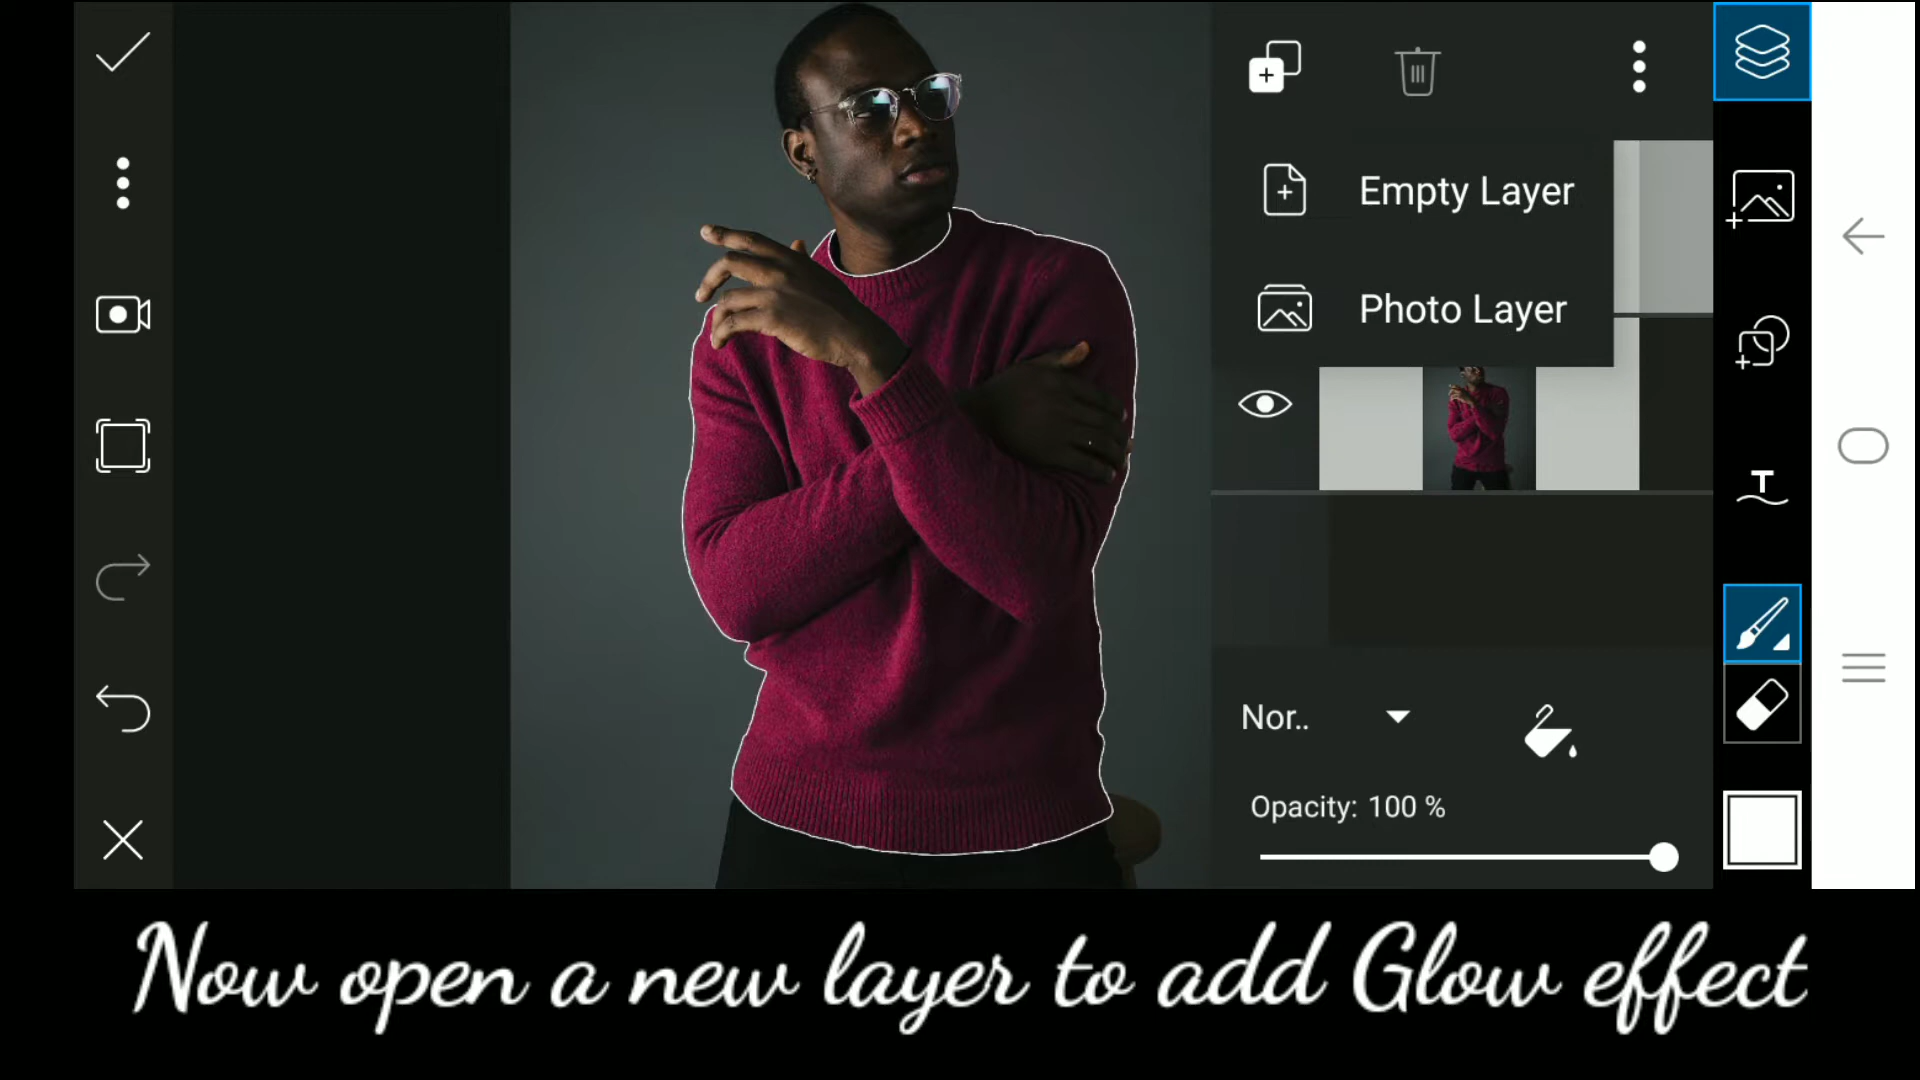 Empty Layer
Photo Layer
T
Nor..
Opacity: 100 %
Now open a new layer to add Glow effect